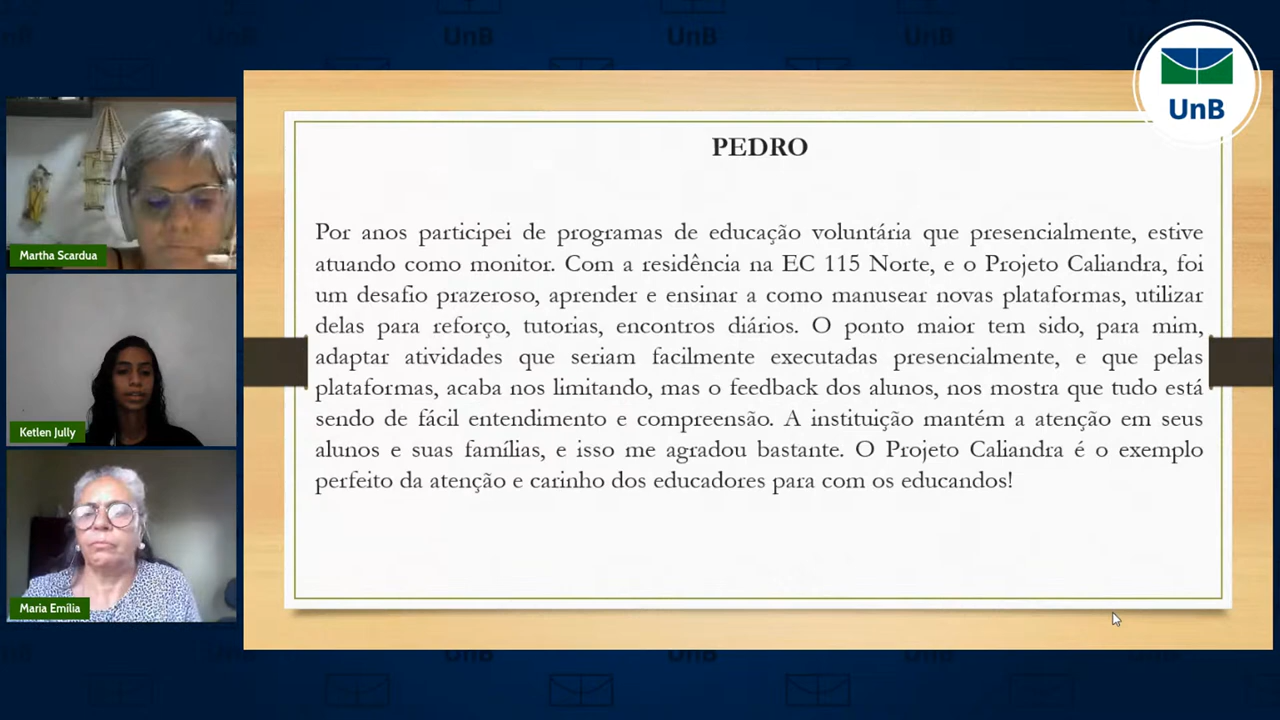 UnB
UnB
UnB
UnB
PEDRO
Por anos participei de programas de educação voluntária que presencialmente, estive
atuando como monitor. Com a residência na EC 115 Norte, e o Projeto Caliandra, foi
um desafio prazeroso, aprender e ensinar a como manusear novas plataformas, utilizar
delas para reforço, tutorias, encontros diários. O ponto maior tem sido, para mim,
adaptar atividades que seriam facilmente executadas presencialmente, e que pelas
plataformas, acaba nos limitando, mas o feedback dos alunos, nos mostra que tudo está
sendo de fácil entendimento e compreensão. A instituição mantém a atenção em seus
alunos e suas famílias, e isso me agradou bastante. O Projeto Caliandra é o exemplo
perfeito da atenção e carinho dos educadores para com os educandos!
Martha Scardua
Ketlen Jully
Maria Emília